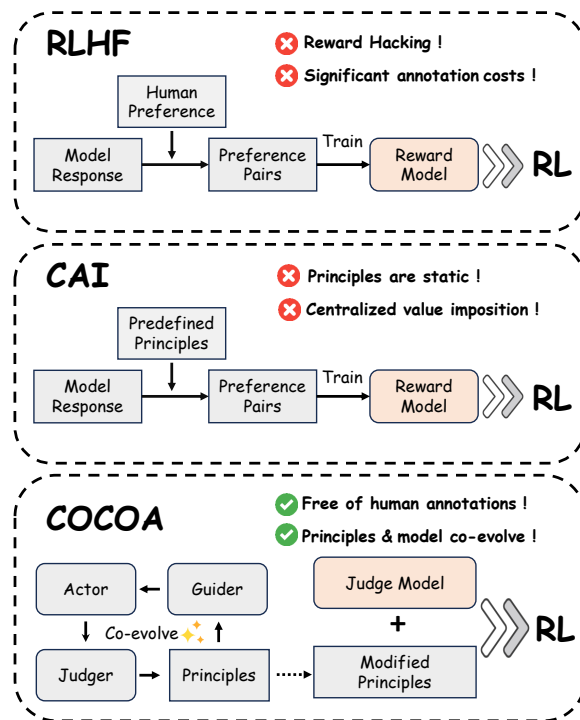 RLHF
Reward Hacking !
Significant annotation costs !
Human
Preference
Model
Response
Preference
Pairs
Train
Reward
Model
RL
CAI
Principles are static !
Centralized value imposition !
Predefined
Principles
Model
Response
Preference
Pairs
Train
Reward
Model
RL
COCOA
Free of human annotations !
Principles & model co-evolve !
Actor
Guider
Judge Model
Co-evolve
+
RL
Judger
Principles
Modified
Principles